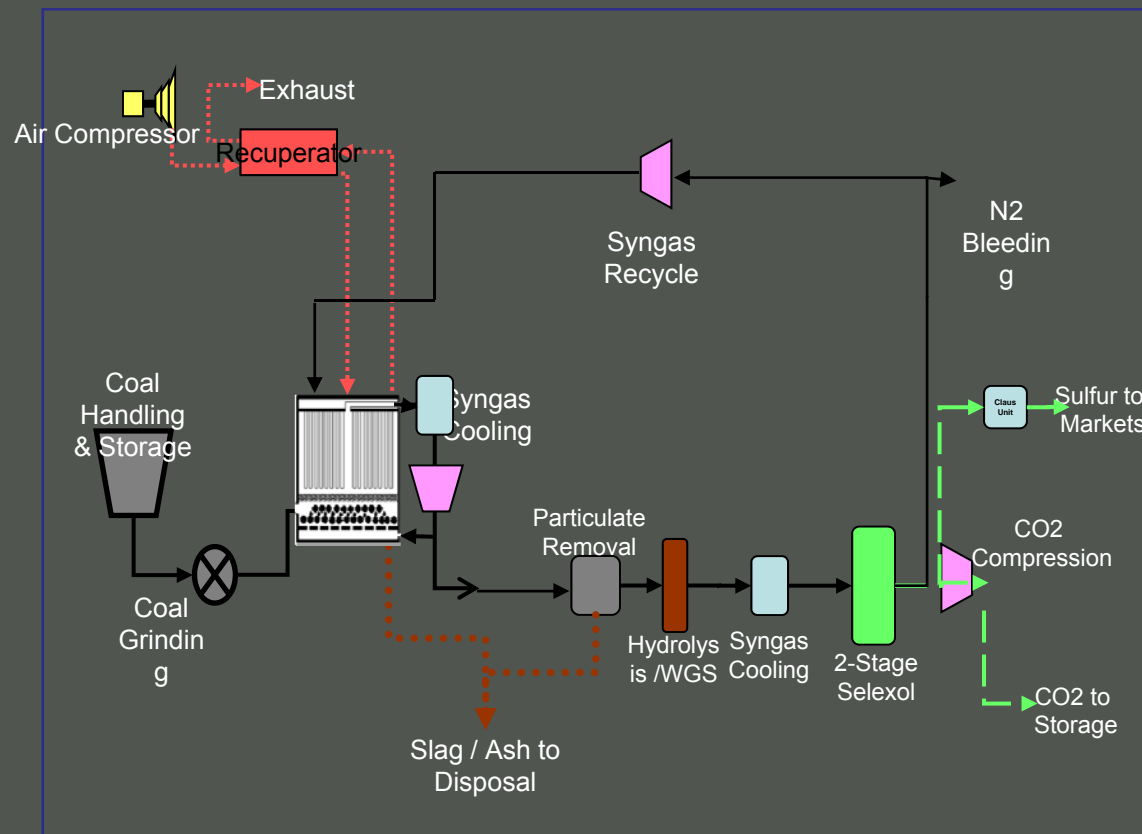 Exhaust
Air Compressor
Recuperator
N2
Bleedin
g
Syngas
Recycle
Coal
Handling
& Storage
Syngas
Cooling
Claus
Unit
Sulfur to
Markets
Particulate
Removal
CO2
Compression
Coal
Grindin
g
Hydrolys
is /WGS
Syngas
Cooling
2-Stage
Selexol
CO2 to
Storage
Slag / Ash to
Disposal